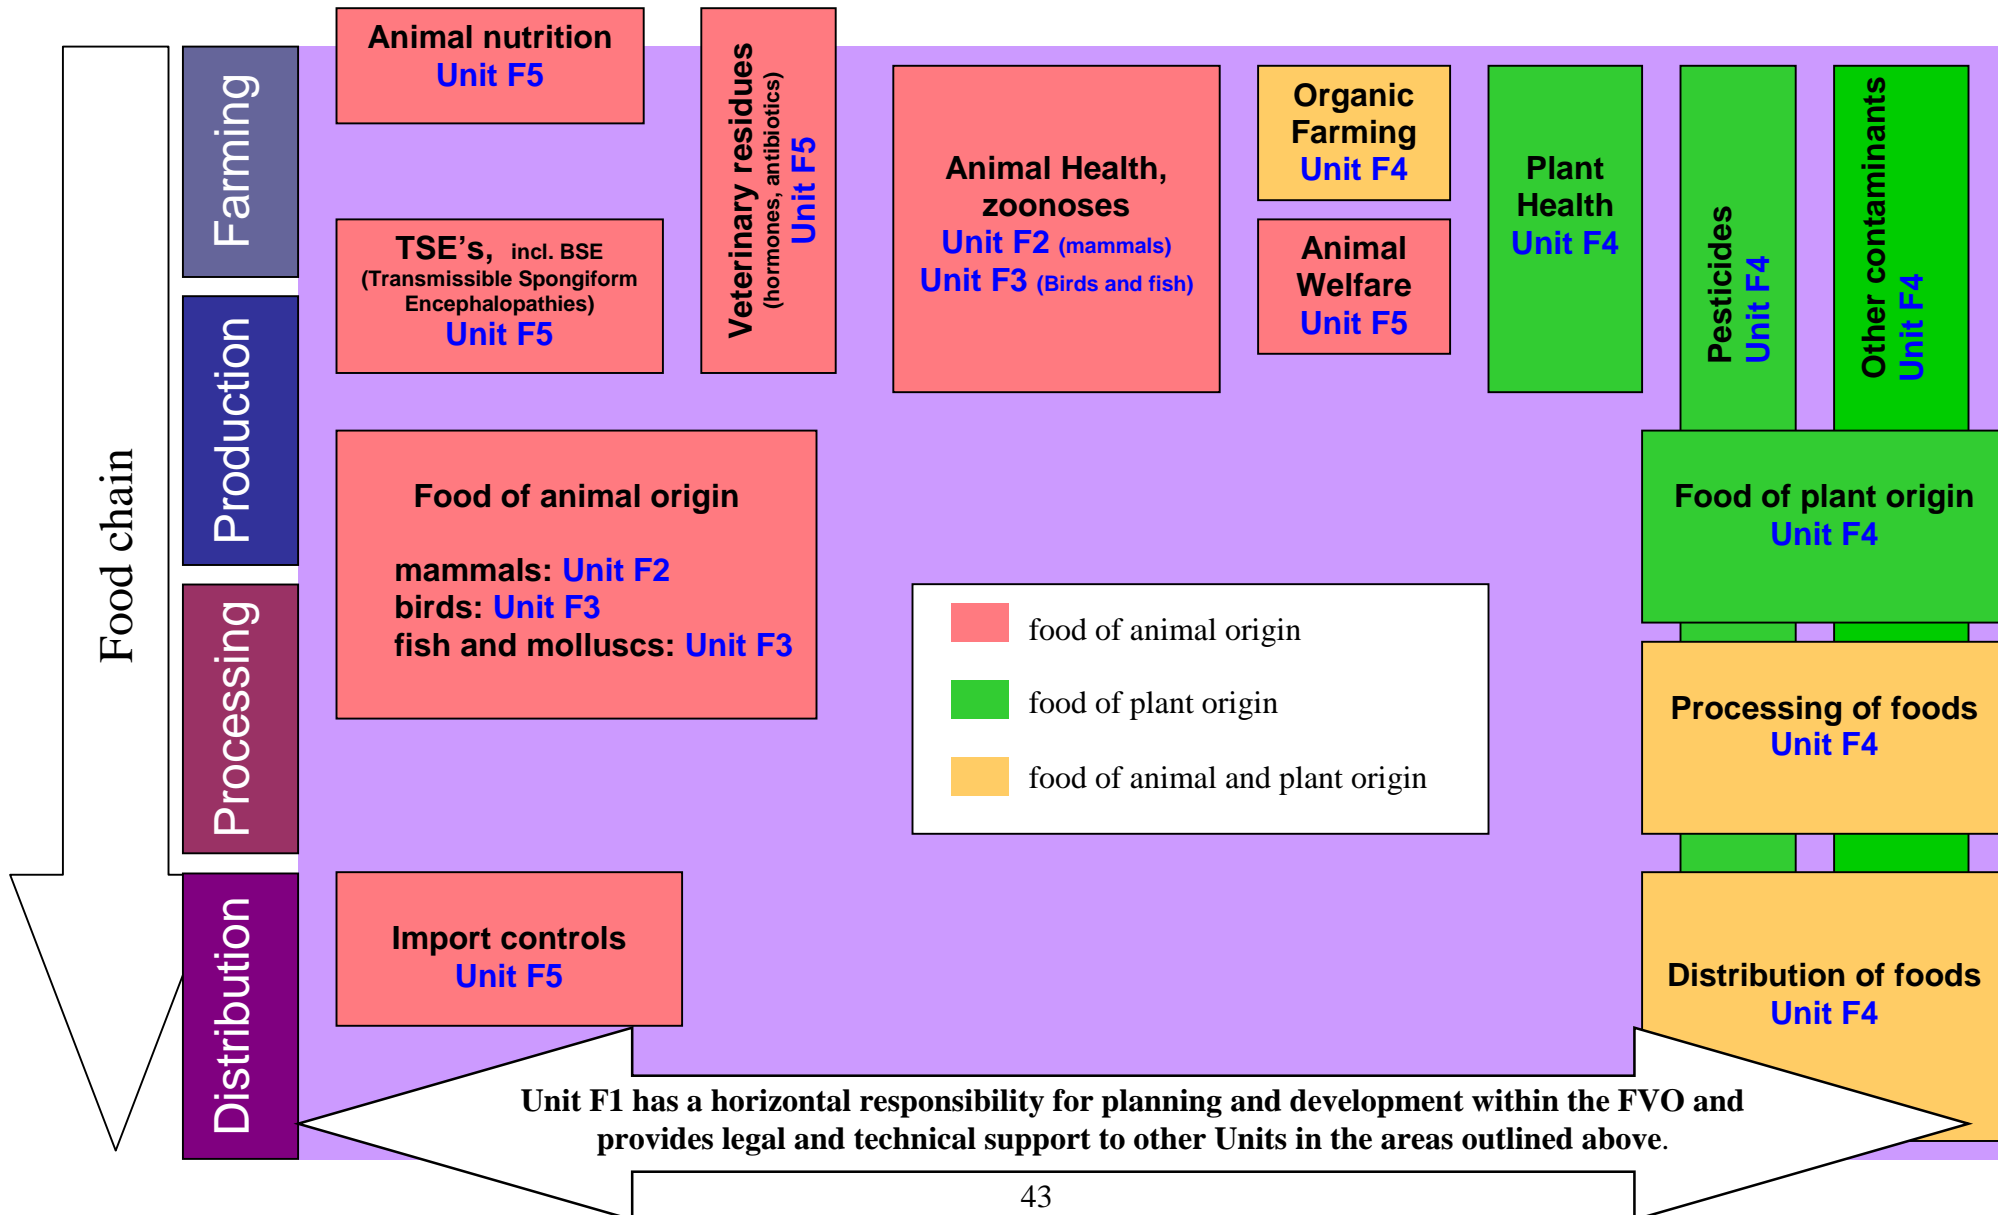 Food chain
Farming
Production
Processing
Distribution
Animal nutrition
Unit F5
TSE's, incl. BSE
(Transmissible Spongiform
Encephalopathies)
Unit F5
Veterinary residues
(hormones, antibiotics)
Unit F5
Animal Health,
zoonoses
Unit F2 (mammals)
Unit F3 (Birds and fish)
Organic
Farming
Unit F4
Animal
Welfare
Unit F5
Plant
Health
Unit F4
Pesticides
Unit F4
Other contaminants
Unit F4
Food of animal origin
mammals: Unit F2
birds: Unit F3
fish and molluscs: Unit F3
Food of plant origin
Unit F4
food of animal origin
food of plant origin
food of animal and plant origin
Processing of foods
Unit F4
Import controls
Unit F5
Distribution of foods
Unit F4
Unit F1 has a horizontal responsibility for planning and development within the FVO and
provides legal and technical support to other Units in the areas outlined above.
43